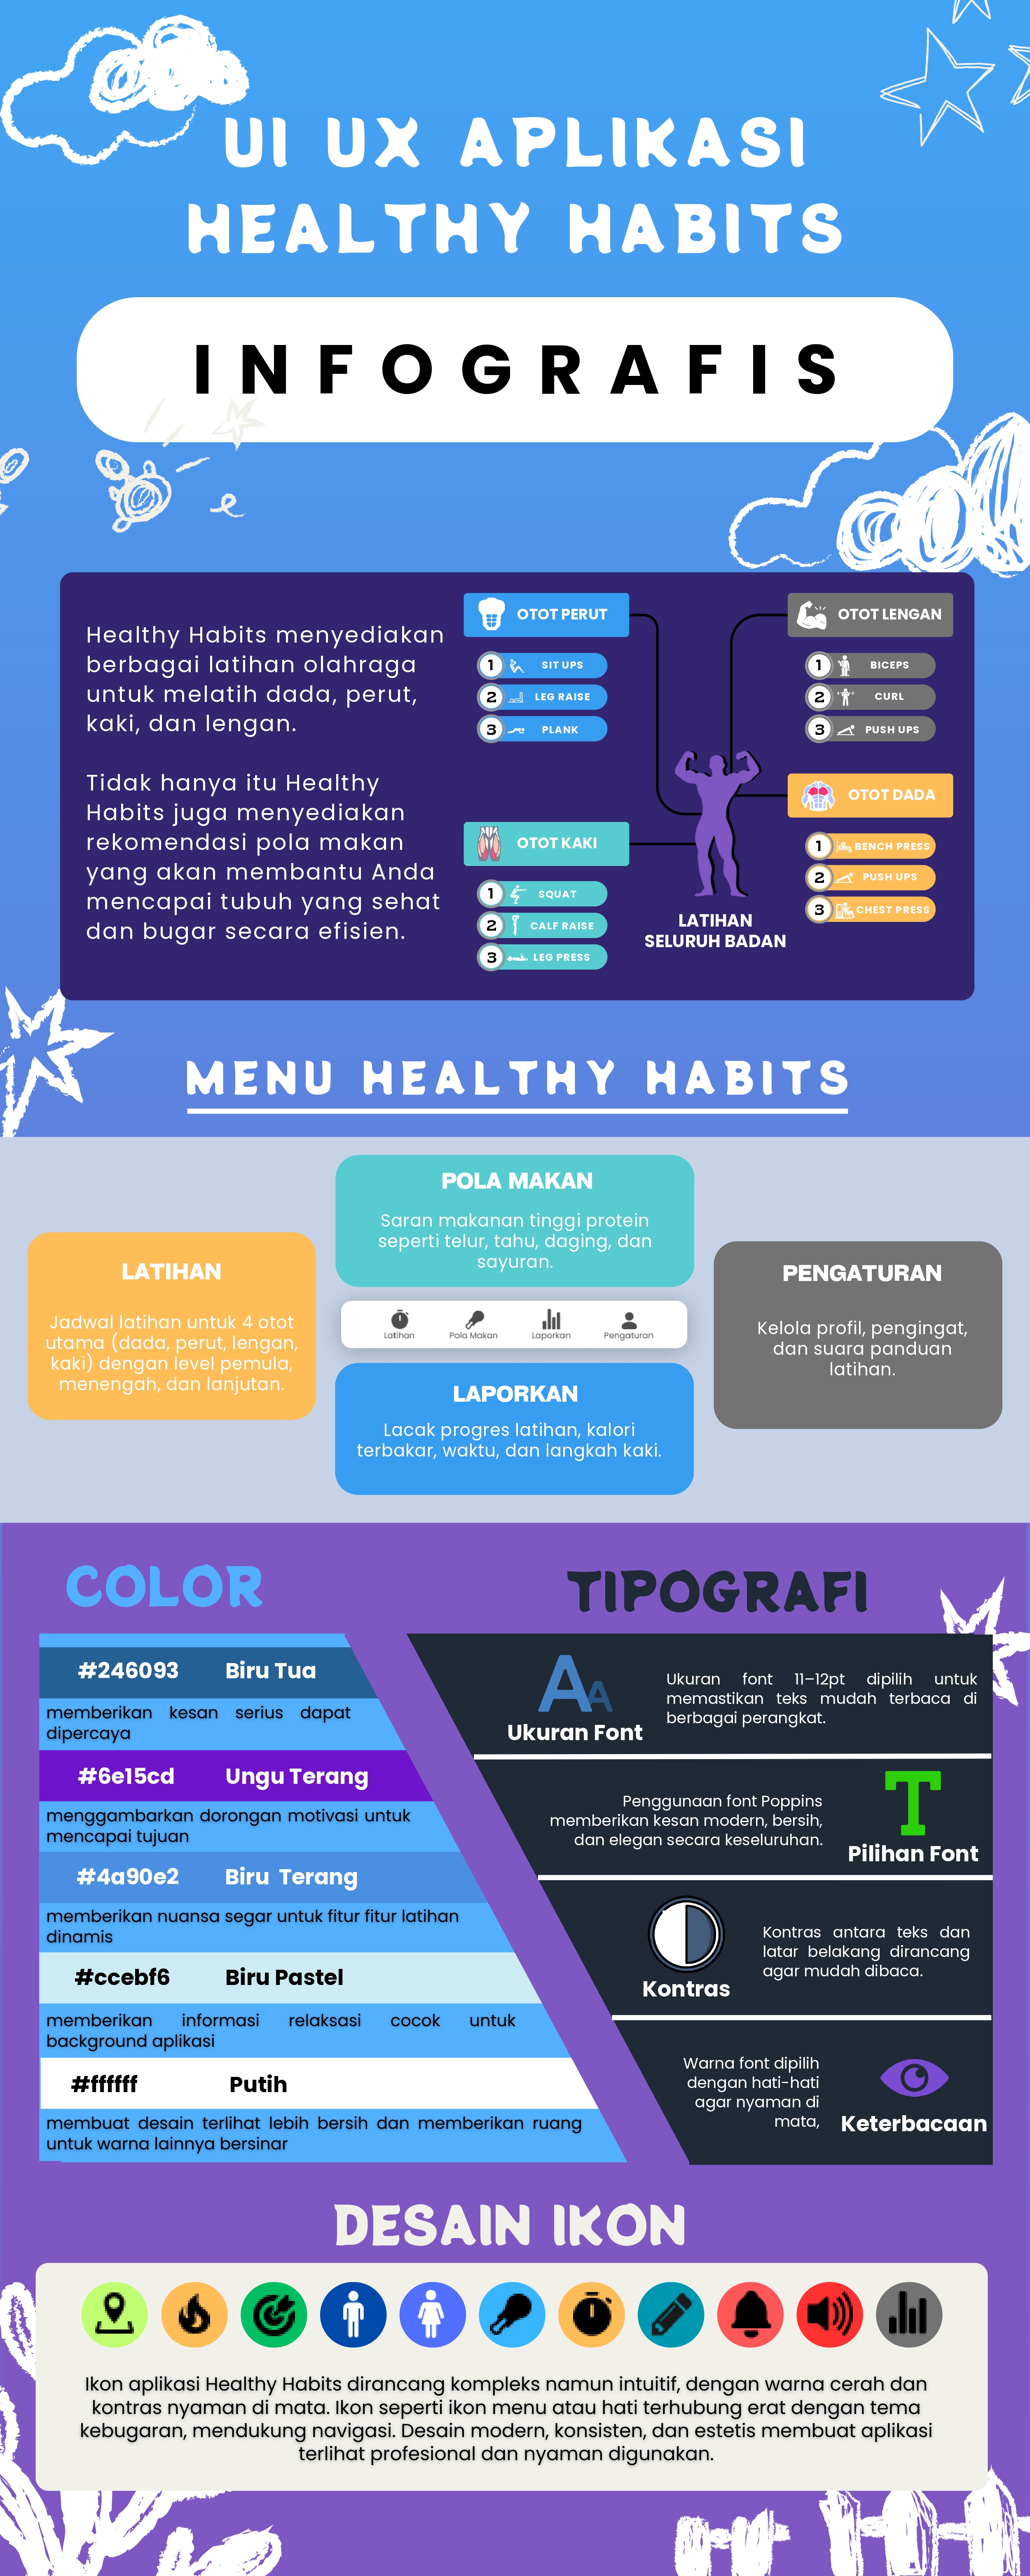 UI UX APLIKASI
HEALTHY HABITS
INFOGRAFIS
Healthy Habits menyediakan
berbagai latihan olahraga
untuk melatih dada, perut,
kaki, dan lengan.
Tidak hanya itu Healthy
Habits juga menyediakan
rekomendasi pola makan
yang akan membantu Anda
mencapai tubuh yang sehat
dan bugar secara efisien.
OTOT PERUT
1 SIT UPS
2 LEG RAISE
3 PLANK
OTOT LENGAN
1 BICEPS
2 CURL
3 PUSH UPS
OTOT KAKI
1 SQUAT
2 CALF RAISE
3 LEG PRESS
OTOT DADA
1 BENCH PRESS
2 PUSH UPS
3 CHEST PRESS
LATIHAN
SELURUH BADAN
MENU HEALTHY HABITS
LATIHAN
Jadwal latihan untuk 4 otot
utama (dada, perut, lengan,
kaki) dengan level pemula,
menengah, dan lanjutan.
POLA MAKAN
Saran makanan tinggi protein
seperti telur, tahu, daging, dan
sayuran.
Latihan Pola Makan Laporkan Pengaturan
LAPORKAN
Lacak progres latihan, kalori
terbakar, waktu, dan langkah kaki.
PENGATURAN
Kelola profil, pengingat,
dan suara panduan
latihan.
COLOR
#246093 Biru Tua
memberikan kesan serius dapat
dipercaya
#6e15cd Ungu Terang
menggambarkan dorongan motivasi untuk
mencapai tujuan
#4a90e2 Biru Terang
memberikan nuansa segar untuk fitur fitur latihan
dinamis
#ccebf6 Biru Pastel
memberikan informasi relaksasi cocok untuk
background aplikasi
#ffffff Putih
membuat desain terlihat lebih bersih dan memberikan ruang
untuk warna lainnya bersinar
TIPOGRAFI
AA
Ukuran Font
Ukuran font 11–12pt dipilih untuk
memastikan teks mudah terbaca di
berbagai perangkat.
Penggunaan font Poppins
memberikan kesan modern, bersih,
dan elegan secara keseluruhan.
T
Pilihan Font
Kontras
Kontras antara teks dan
latar belakang dirancang
agar mudah dibaca.
Warna font dipilih
dengan hati-hati
agar nyaman di
mata,
Keterbacaan
DESAIN IKON
Ikon aplikasi Healthy Habits dirancang kompleks namun intuitif, dengan warna cerah dan
kontras nyaman di mata. Ikon seperti ikon menu atau hati terhubung erat dengan tema
kebugaran, mendukung navigasi. Desain modern, konsisten, dan estetis membuat aplikasi
terlihat profesional dan nyaman digunakan.